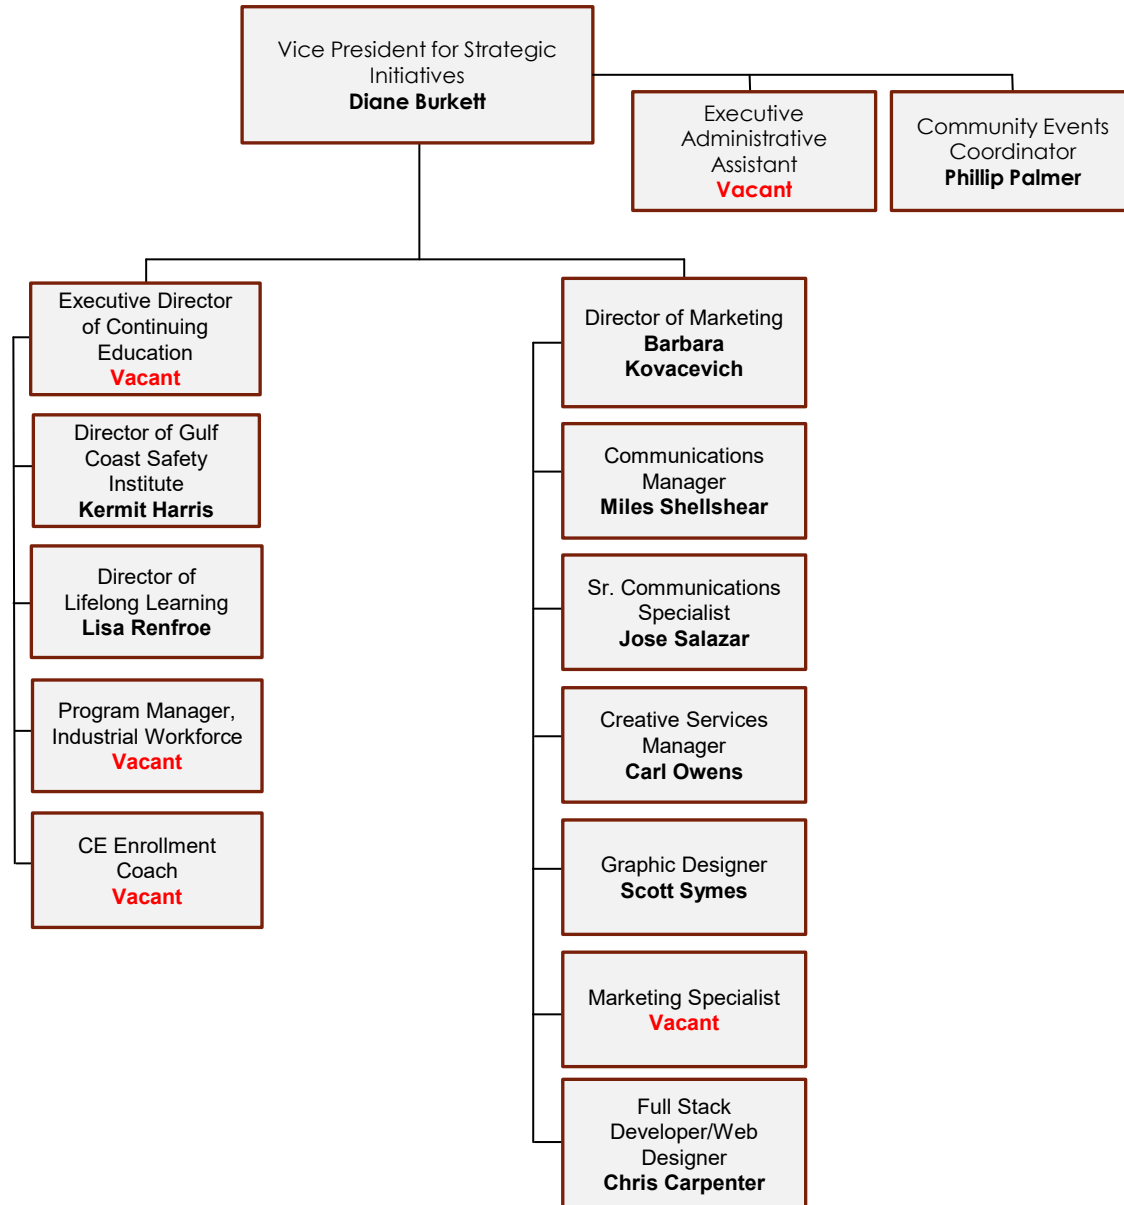 Vice President for Strategic
Initiatives
Diane Burkett
Executive
Administrative
Assistant
Vacant
Community Events
Coordinator
Phillip Palmer
Executive Director
of Continuing
Education
Vacant
Director of Gulf
Coast Safety
Institute
Kermit Harris
Director of
Lifelong Learning
Lisa Renfroe
Program Manager,
Industrial Workforce
Vacant
CE Enrollment
Coach
Vacant
Director of Marketing
Barbara
Kovacevich
Communications
Manager
Miles Shellshear
Sr. Communications
Specialist
Jose Salazar
Creative Services
Manager
Carl Owens
Graphic Designer
Scott Symes
Marketing Specialist
Vacant
Full Stack
Developer/Web
Designer
Chris Carpenter